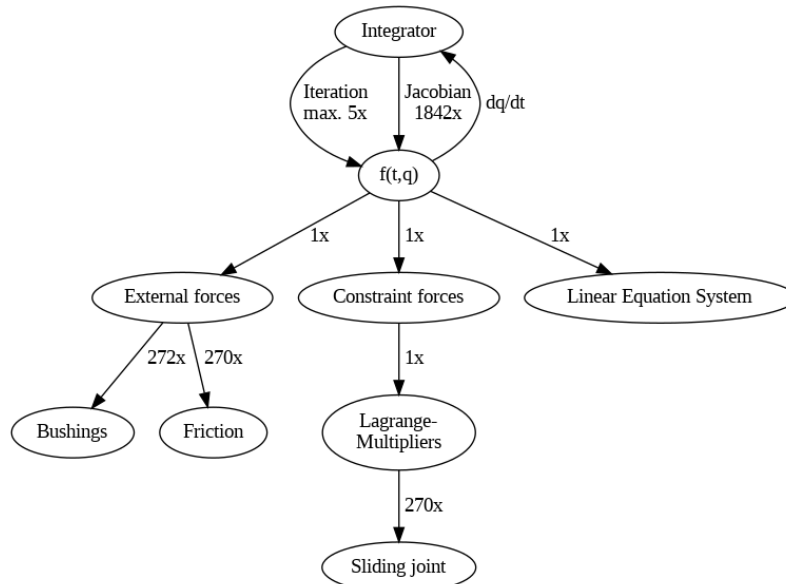 Integrator
Iteration
max. 5x
Jacobian
1842x
dq/dt
f(t,q)
1x
1x
1x
External forces
Constraint forces
Linear Equation System
272x
270x
1x
Bushings
Friction
Lagrange-
Multipliers
270x
Sliding joint